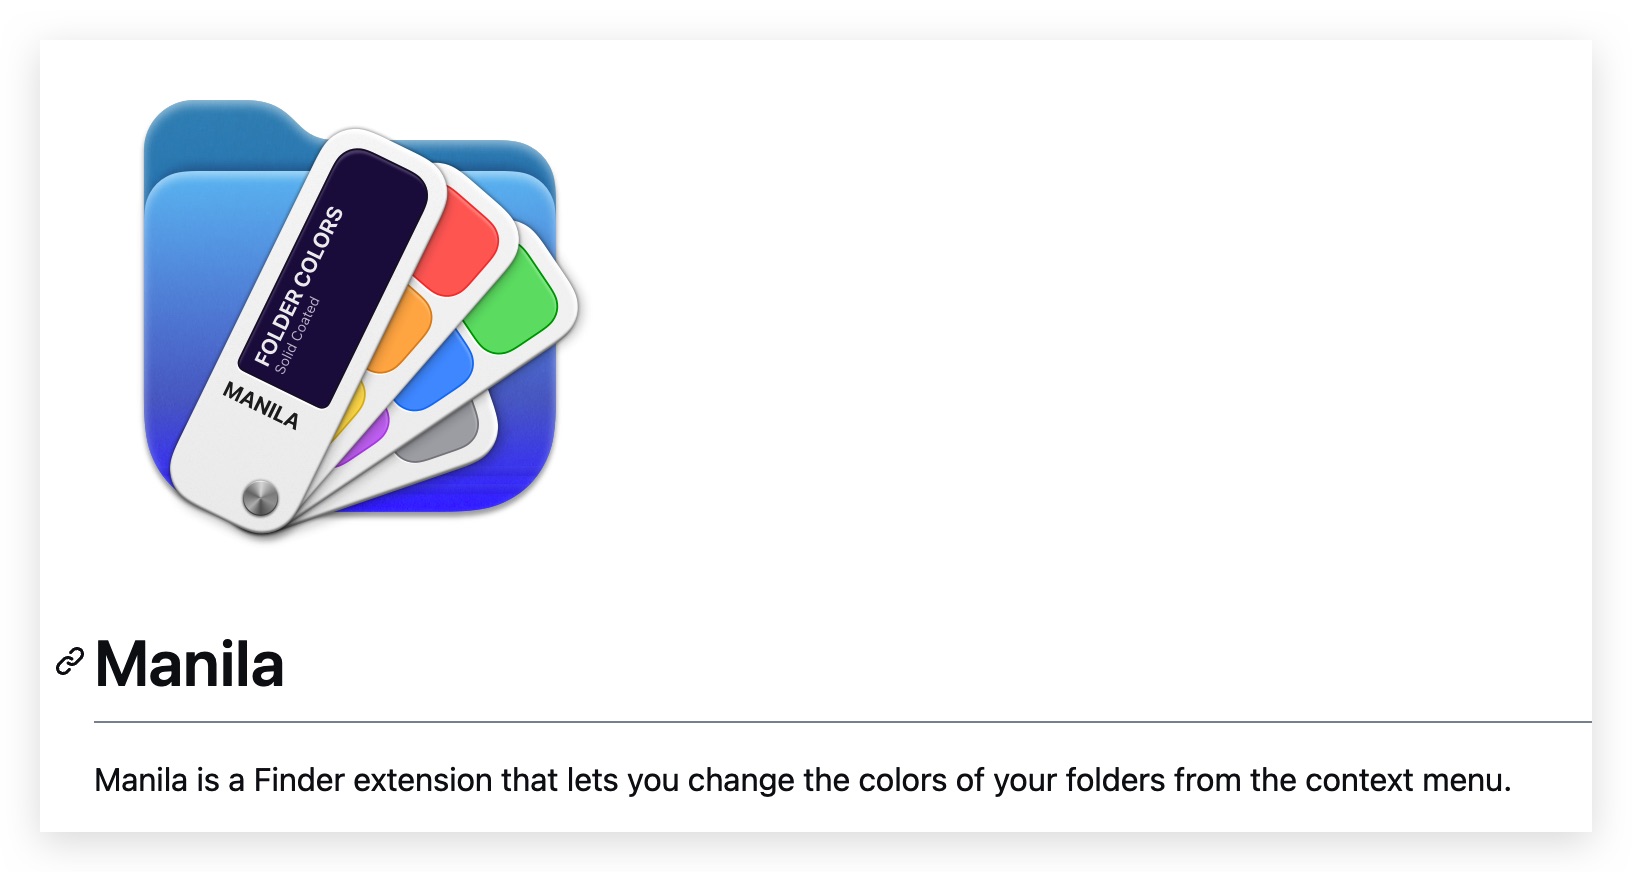 FOLDER COLORS
Solid Coated
MANILA
Manila
Manila is a Finder extension that lets you change the colors of your folders from the context menu.